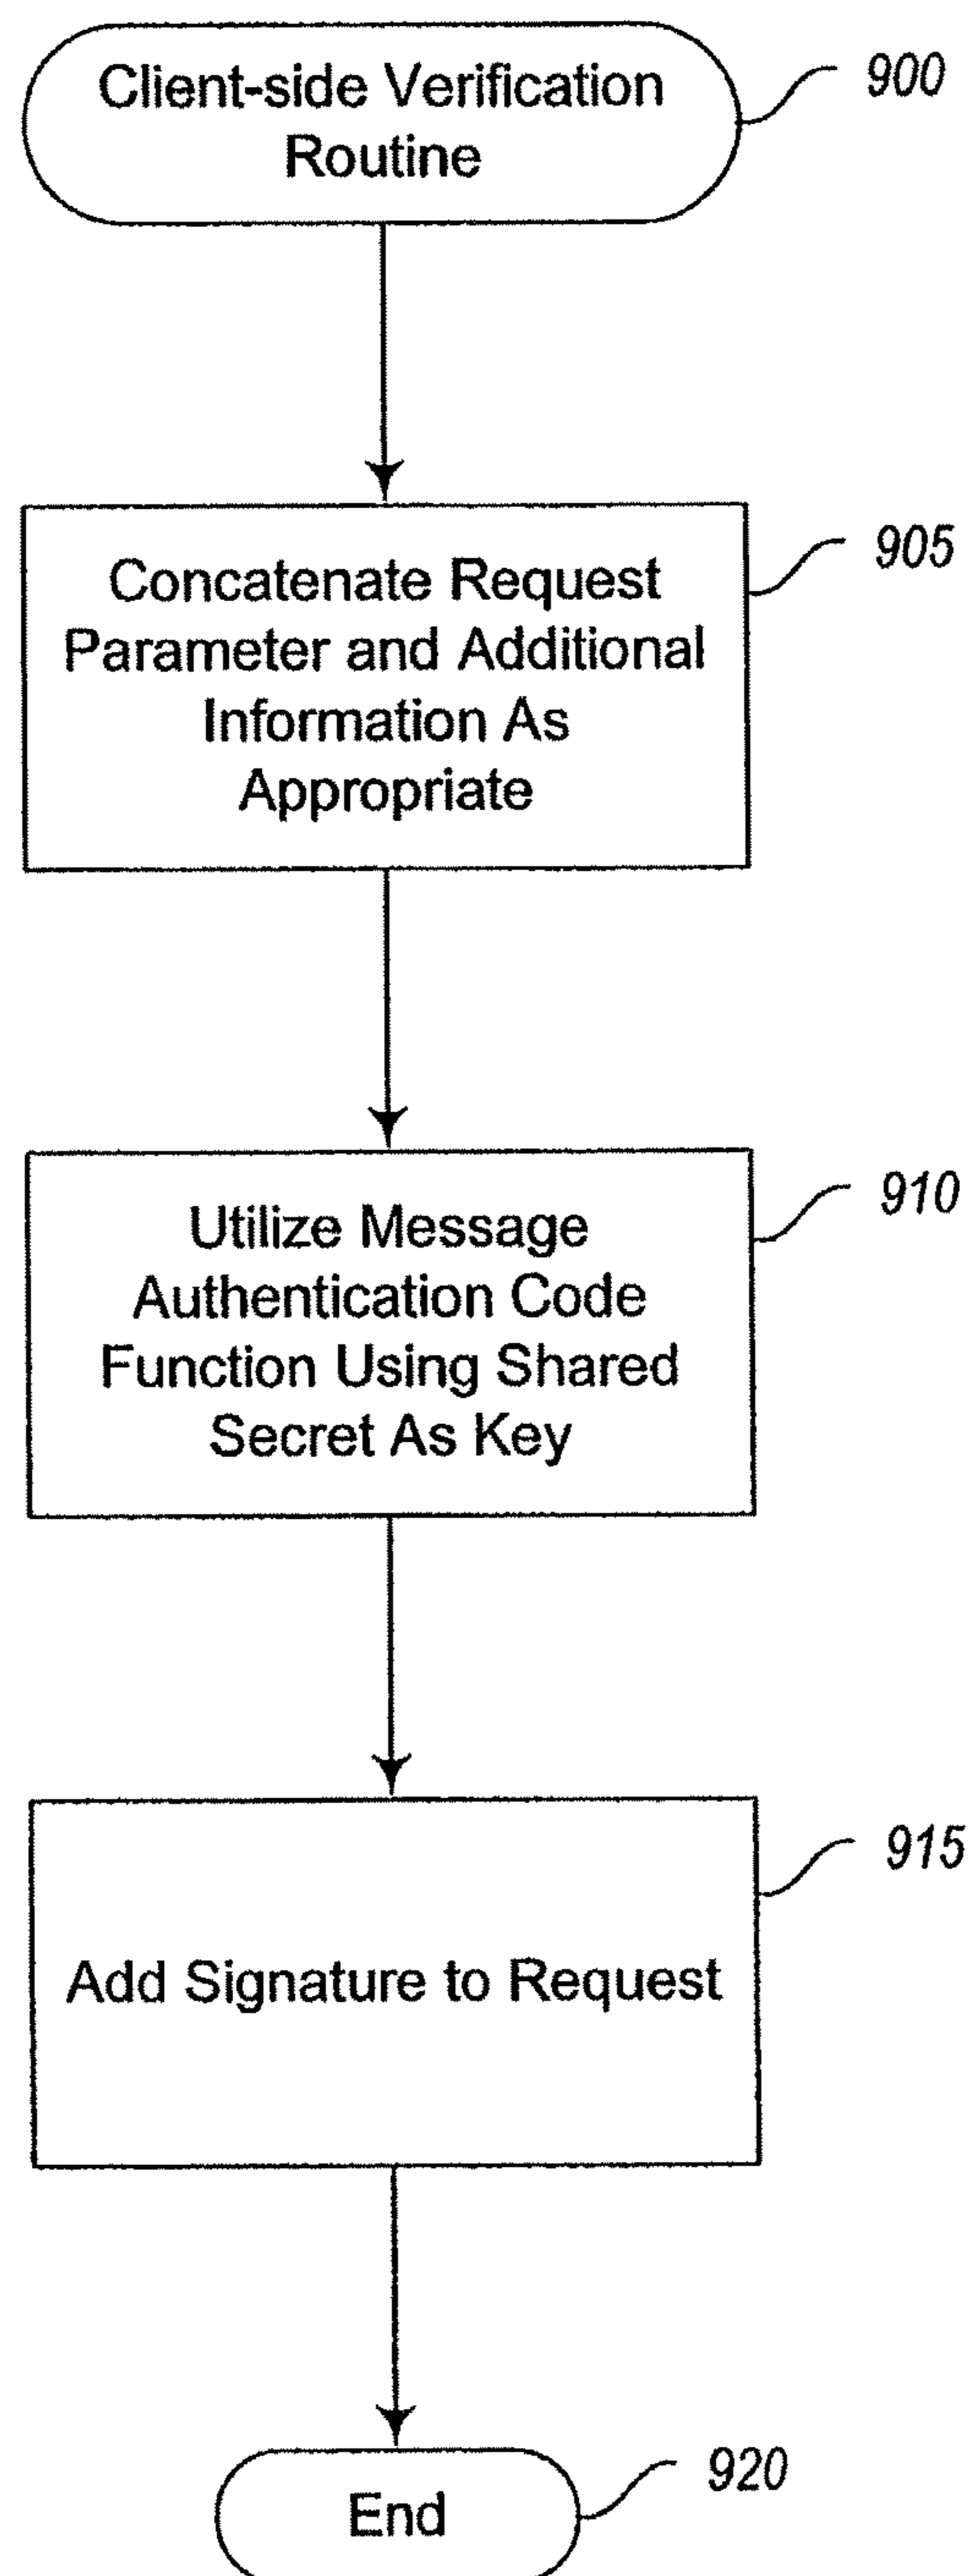 Client-side Verification
Routine
900
Concatenate Request
Parameter and Additional
Information As
Appropriate
905
Utilize Message
Authentication Code
Function Using Shared
Secret As Key
910
Add Signature to Request
915
End
920